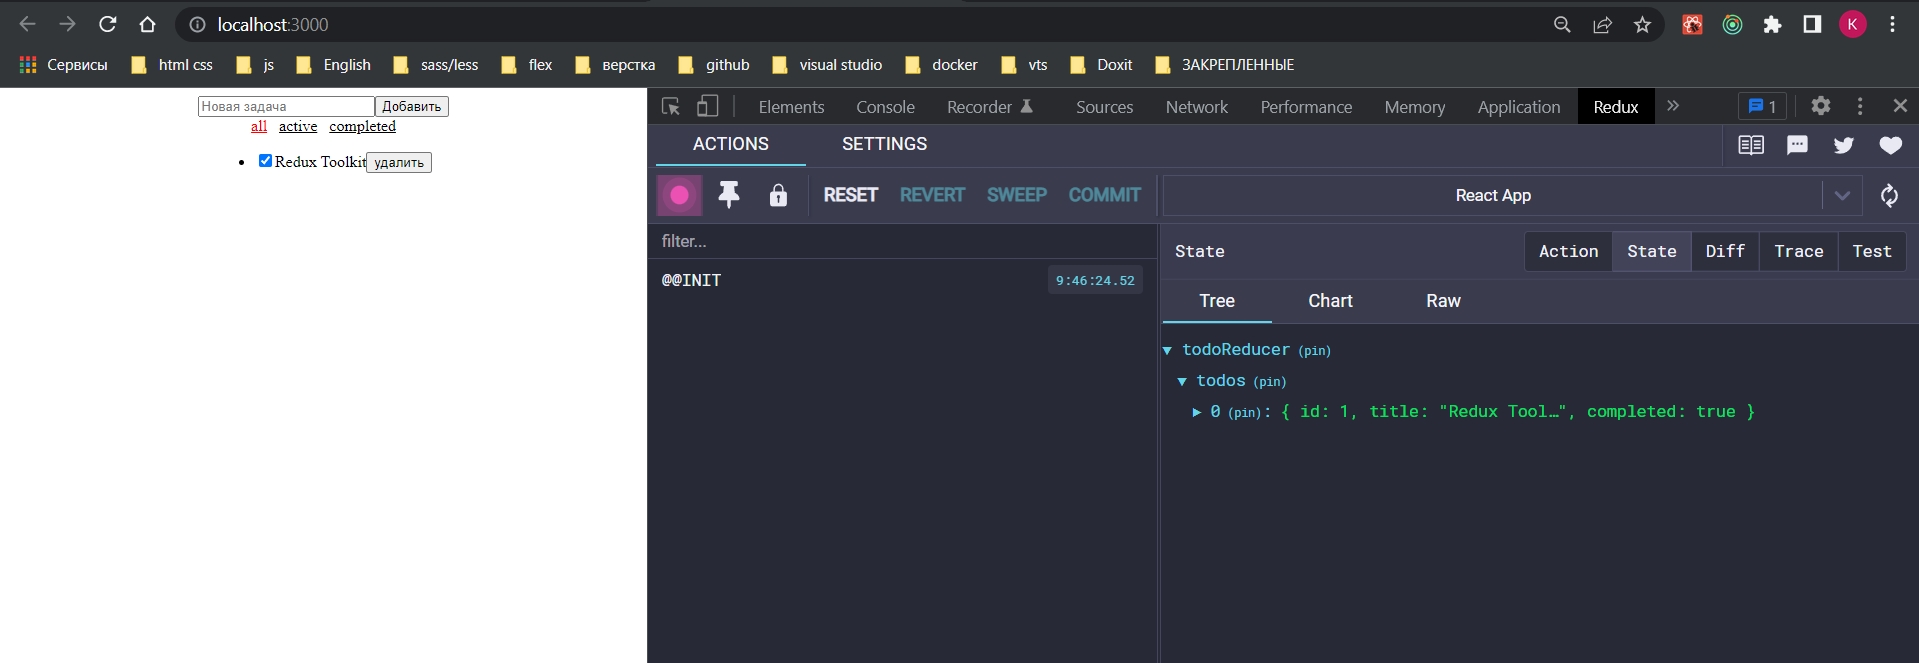 localhost:3000
K
Сервисы html css js English sass/less flex верстка github visual studio docker vts Doxit ЗАКРЕПЛЕННЫЕ
Новая задача Добавить
all active completed
Redux Toolkit удалить
Elements Console Recorder Sources Network Performance Memory Application Redux 1
ACTIONS SETTINGS
RESET REVERT SWEEP COMMIT React App
filter...
@@INIT 9:46:24.52
State Action State Diff Trace Test
Tree Chart Raw
todoReducer (pin)
todos (pin)
0 (pin): { id: 1, title: "Redux Tool…", completed: true }